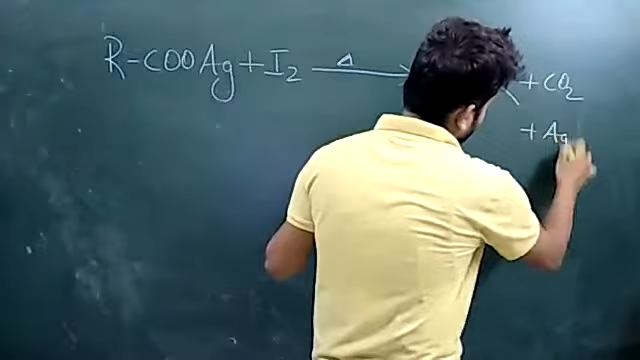 R-COOAg + I₂ —Δ→ + CO₂
+ Ag